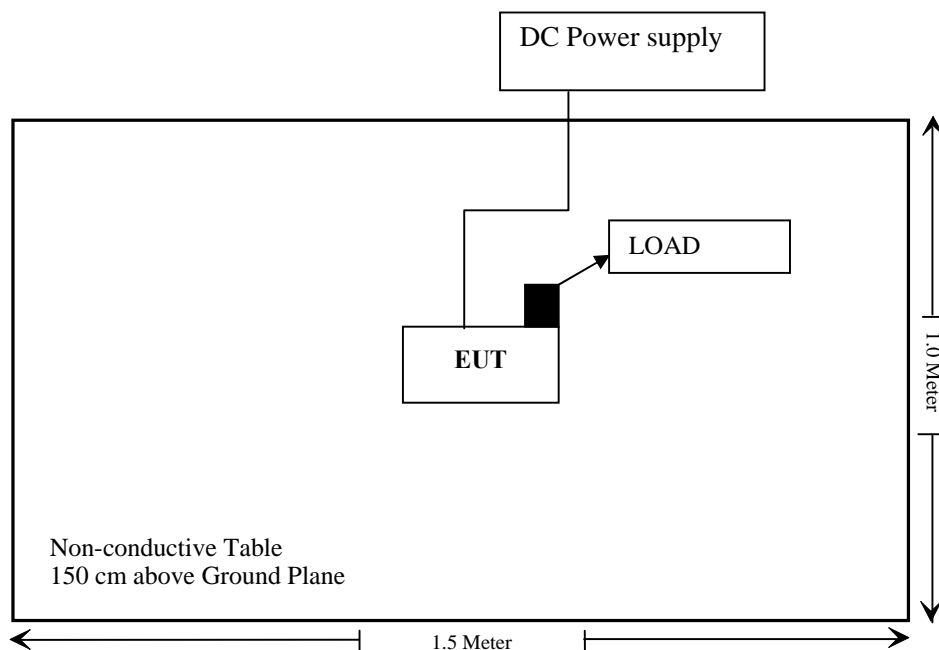 DC Power supply
LOAD
EUT
1.0 Meter
Non-conductive Table
150 cm above Ground Plane
1.5 Meter